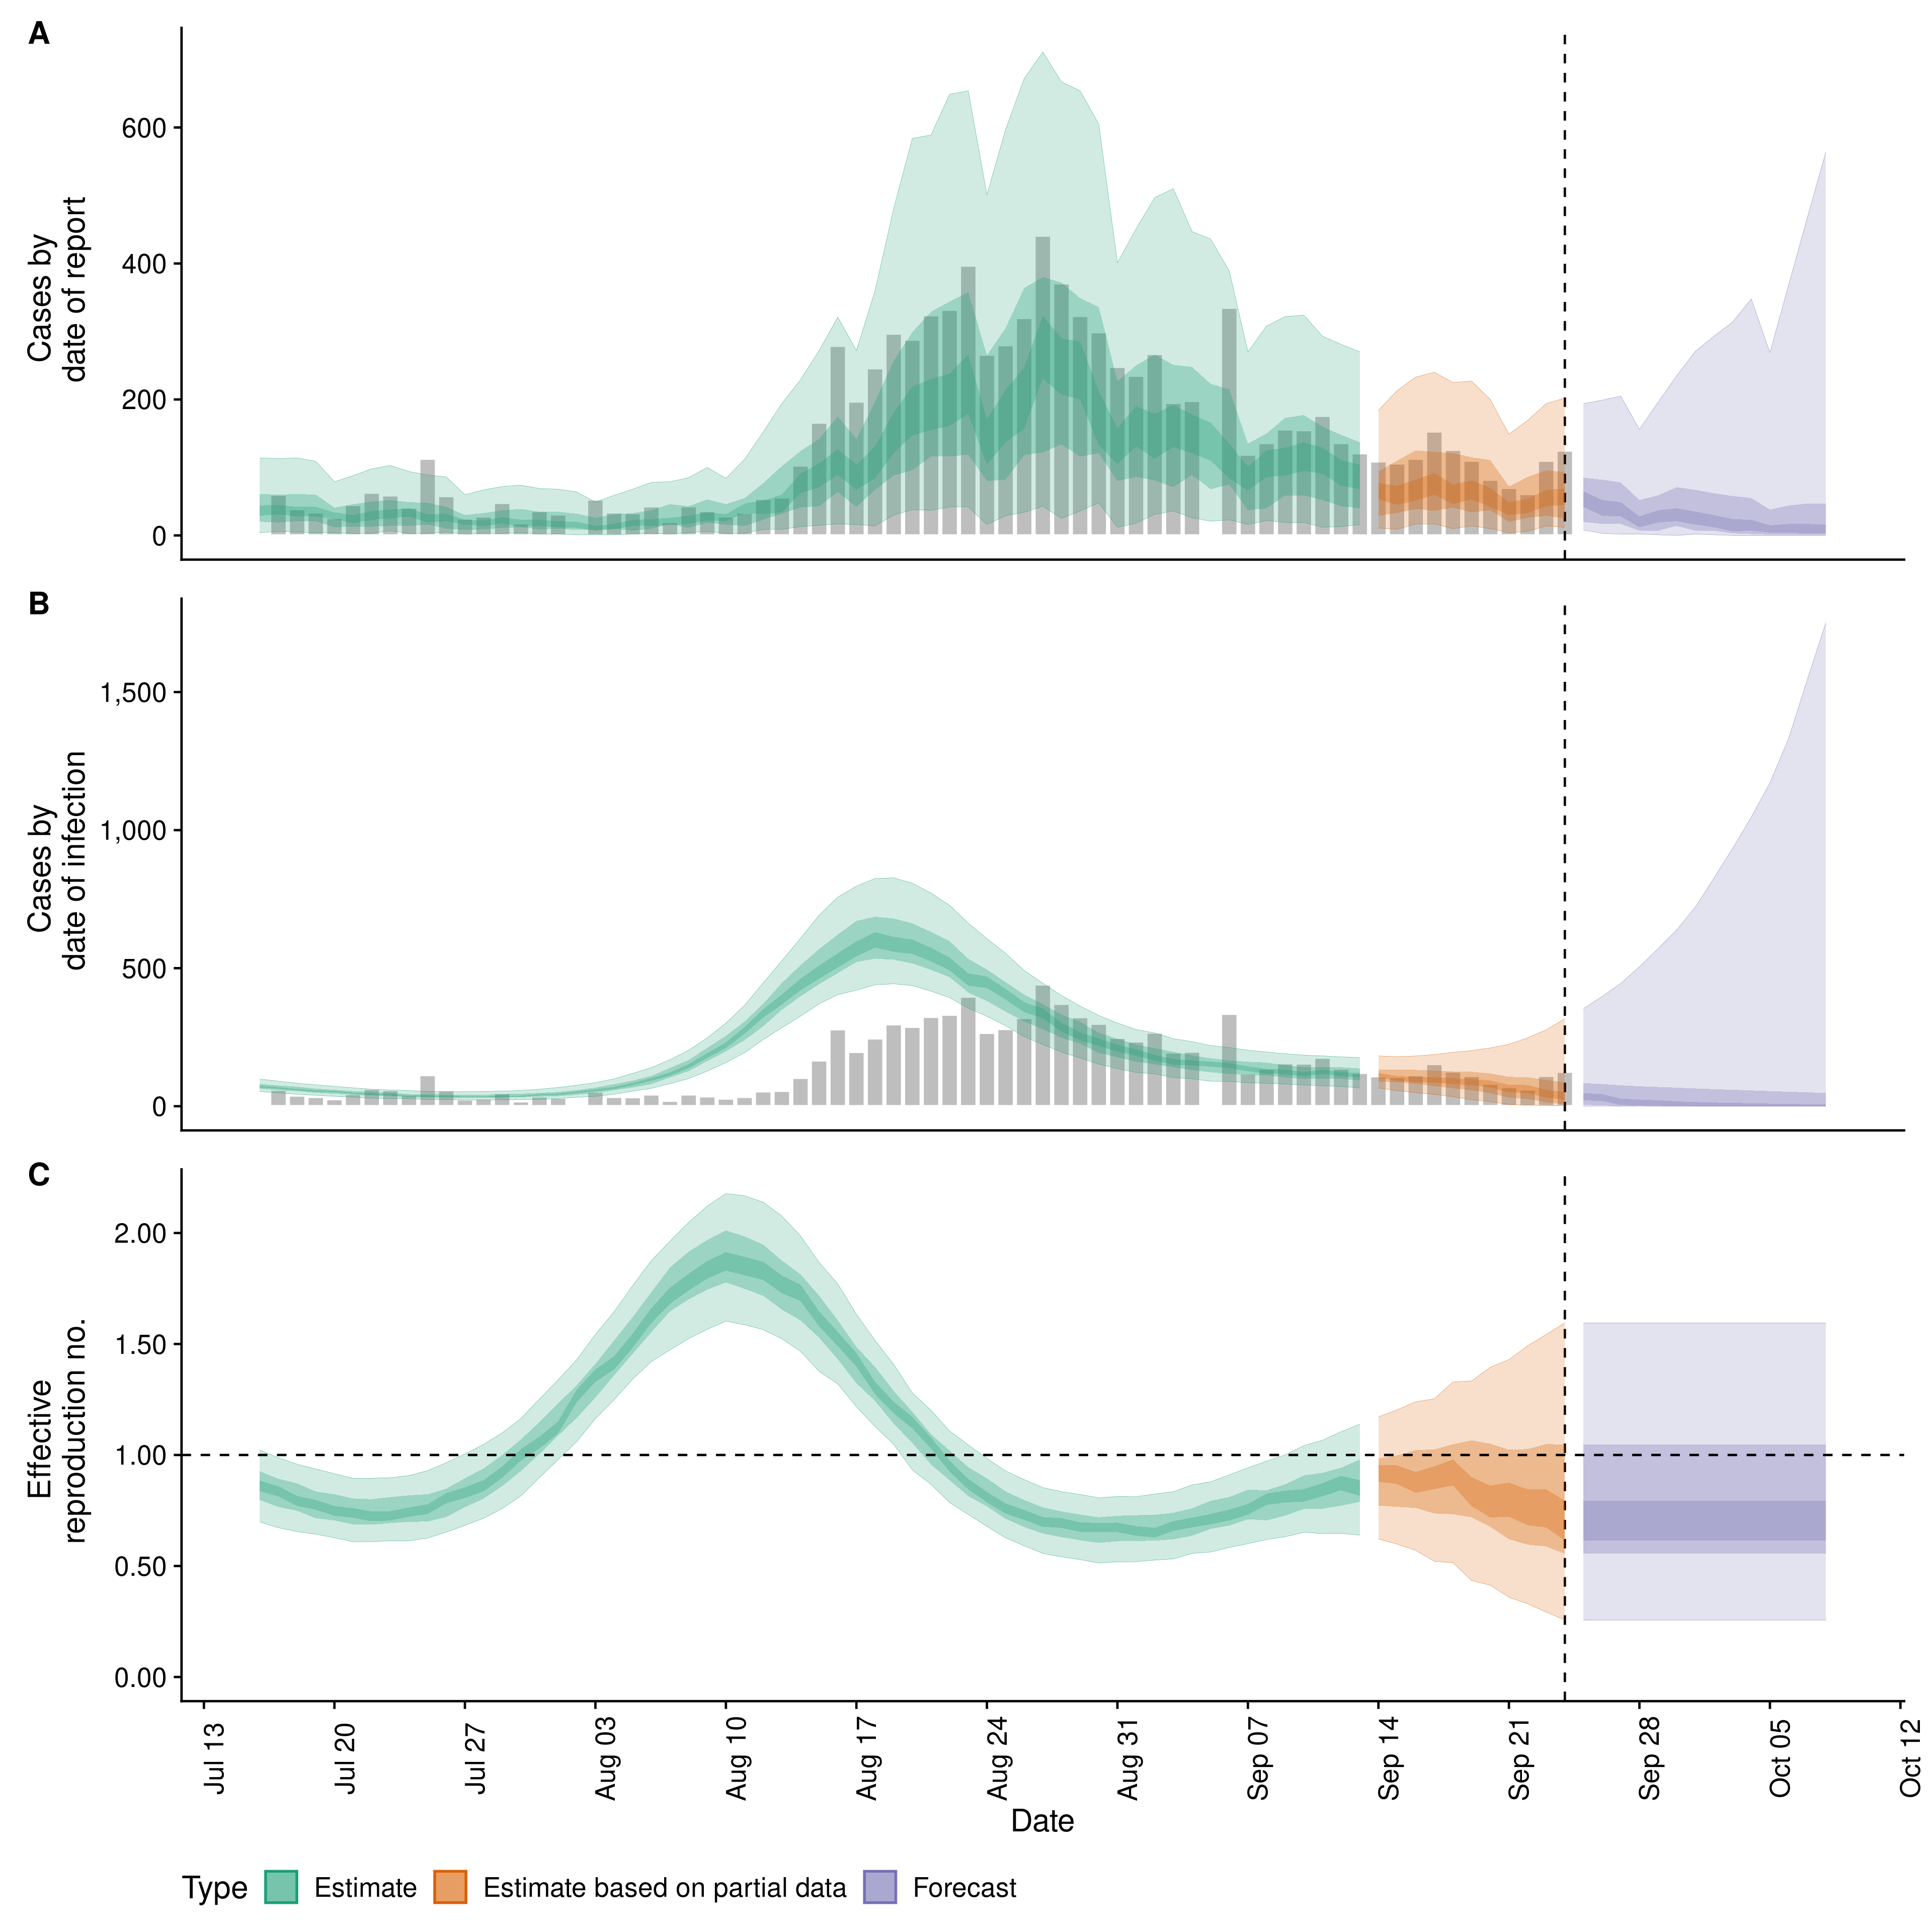 A
Cases by
date of report
600
400
200
0
B
Cases by
date of infection
1,500
1,000
500
0
C
Effective
reproduction no.
2.00
1.50
1.00
0.50
0.00
Jul 13
Jul 20
Jul 27
Aug 03
Aug 10
Aug 17
Aug 24
Aug 31
Sep 07
Sep 14
Sep 21
Sep 28
Oct 05
Oct 12
Date
Type Estimate Estimate based on partial data Forecast